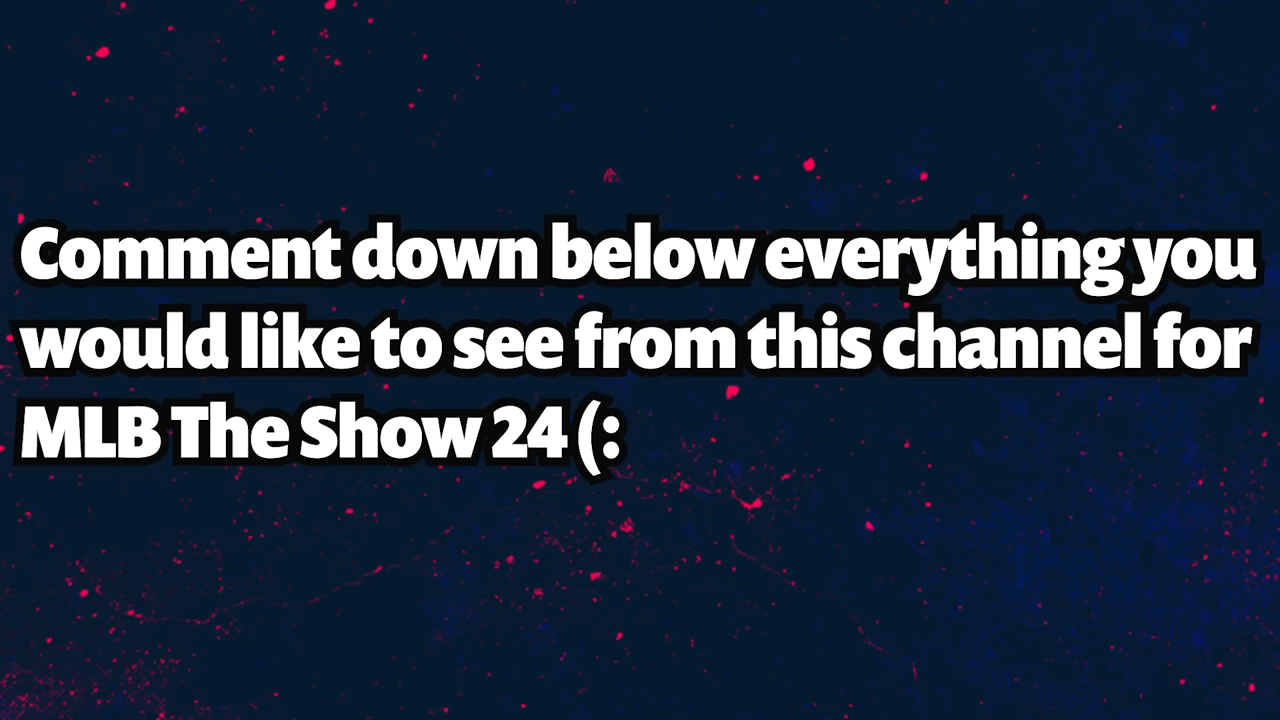 Comment down below everything you
would like to see from this channel for
MLB The Show 24 (: